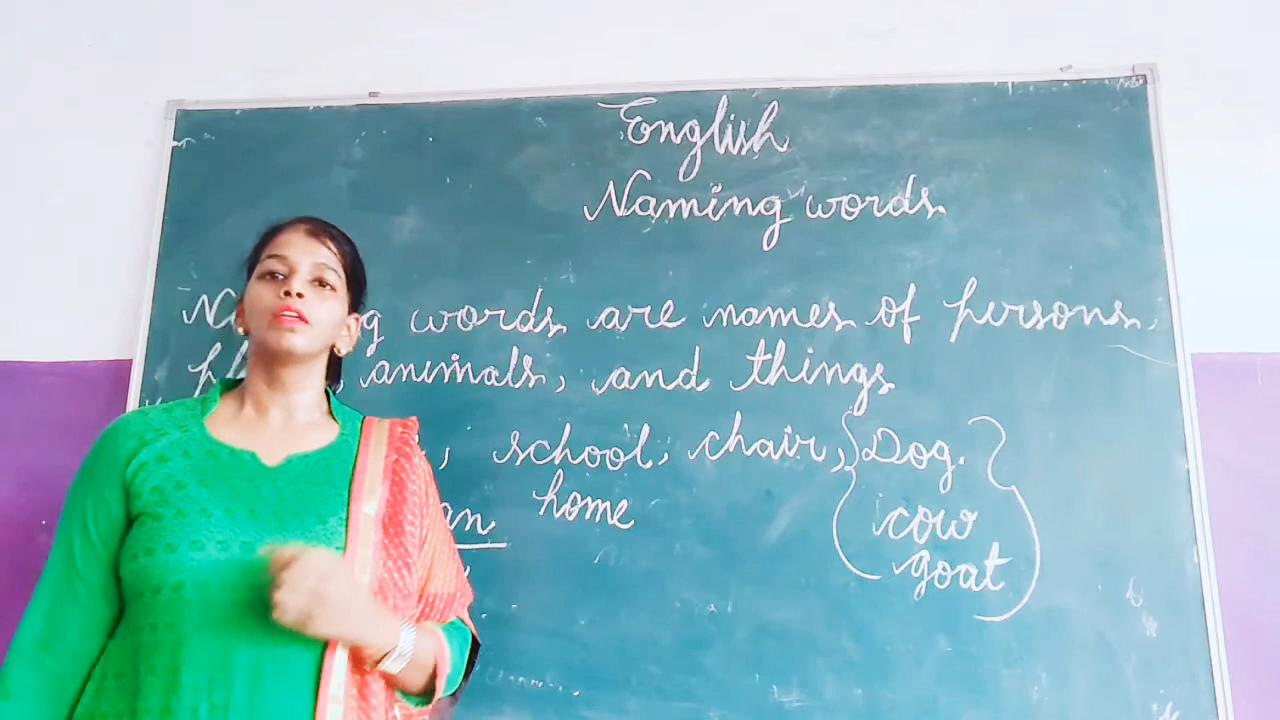 English
Naming words
words are names of persons,
animals, and things
, school, chair, Dog.
home
cow
goat